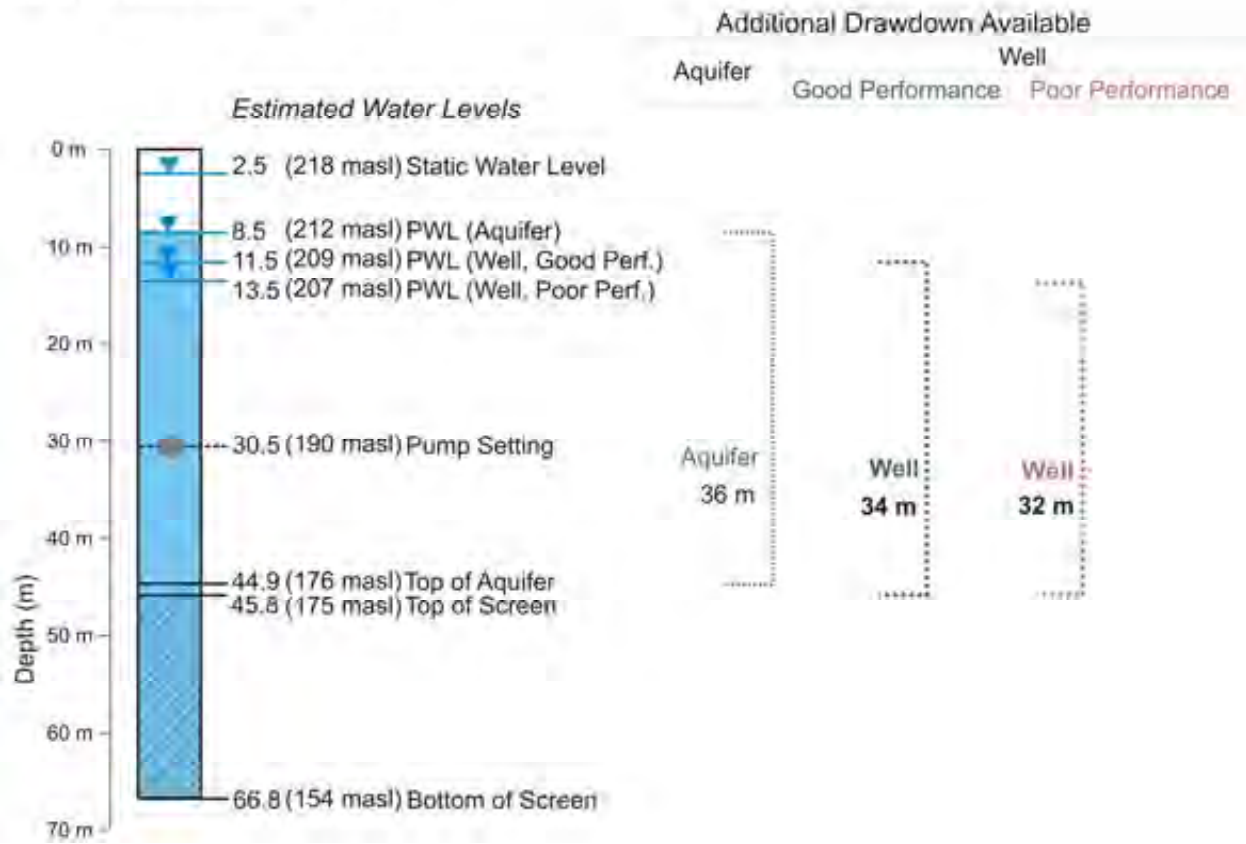 Additional Drawdown Available
Aquifer
Well
Good Performance Poor Performance
Estimated Water Levels
0 m
2.5 (218 masl) Static Water Level
8.5 (212 masl) PWL (Aquifer)
10 m
11.5 (209 masl) PWL (Well, Good Perf.)
13.5 (207 masl) PWL (Well, Poor Perf.)
20 m
30 m
30.5 (190 masl) Pump Setting
Aquifer
36 m
Well
34 m
Well
32 m
40 m
44.9 (176 masl) Top of Aquifer
45.8 (175 masl) Top of Screen
50 m
60 m
66.8 (154 masl) Bottom of Screen
70 m
Depth (m)